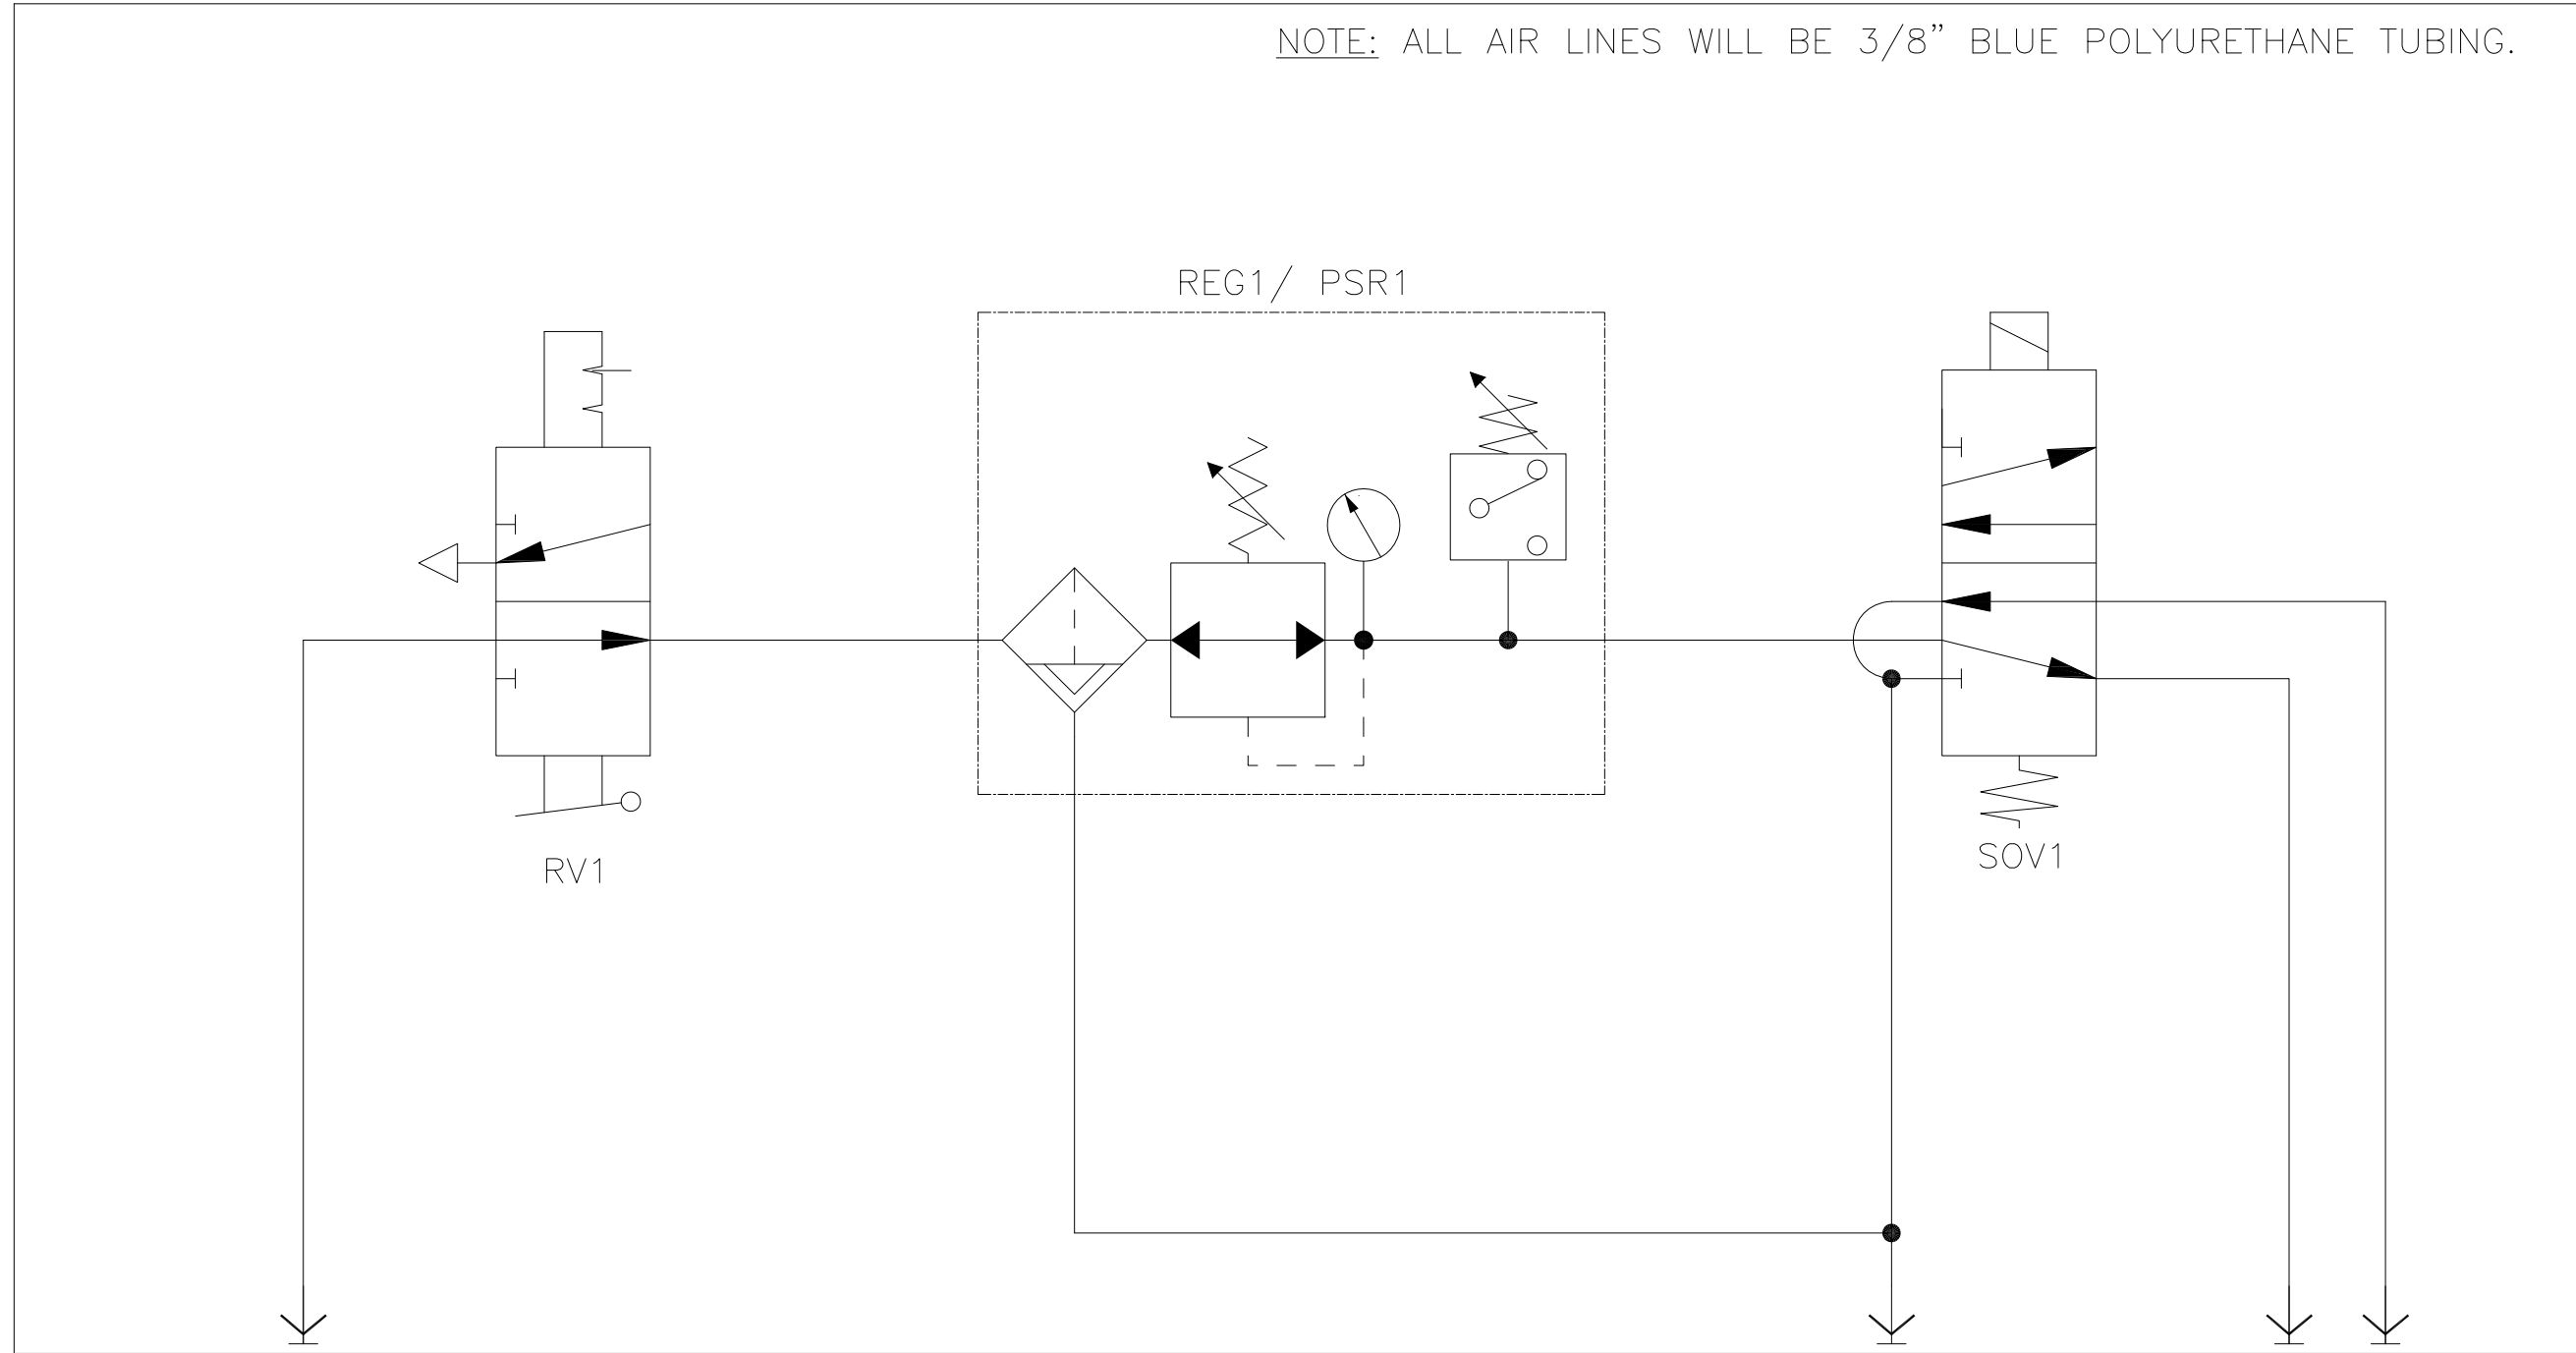 NOTE: ALL AIR LINES WILL BE 3/8” BLUE POLYURETHANE TUBING.
REG1/ PSR1
RV1
SOV1